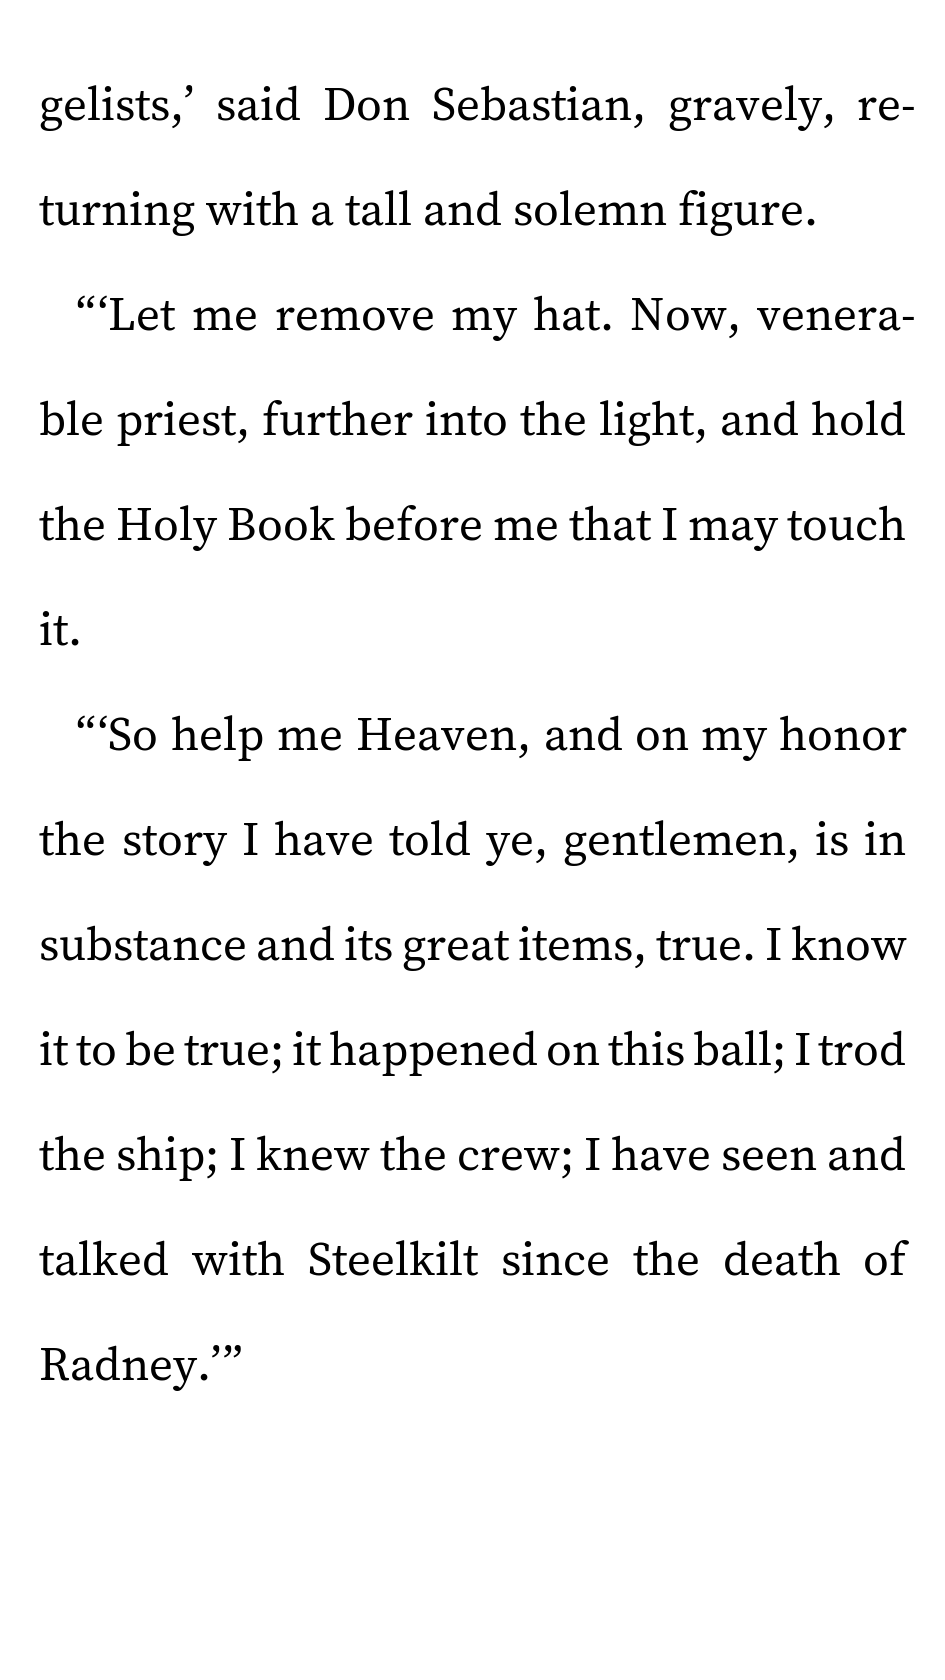 gelists,’ said Don Sebastian, gravely, re-
turning with a tall and solemn figure.
“‘Let me remove my hat. Now, venera-
ble priest, further into the light, and hold
the Holy Book before me that I may touch
it.
“‘So help me Heaven, and on my honor
the story I have told ye, gentlemen, is in
substance and its great items, true. I know
it to be true; it happened on this ball; I trod
the ship; I knew the crew; I have seen and
talked with Steelkilt since the death of
Radney.’”